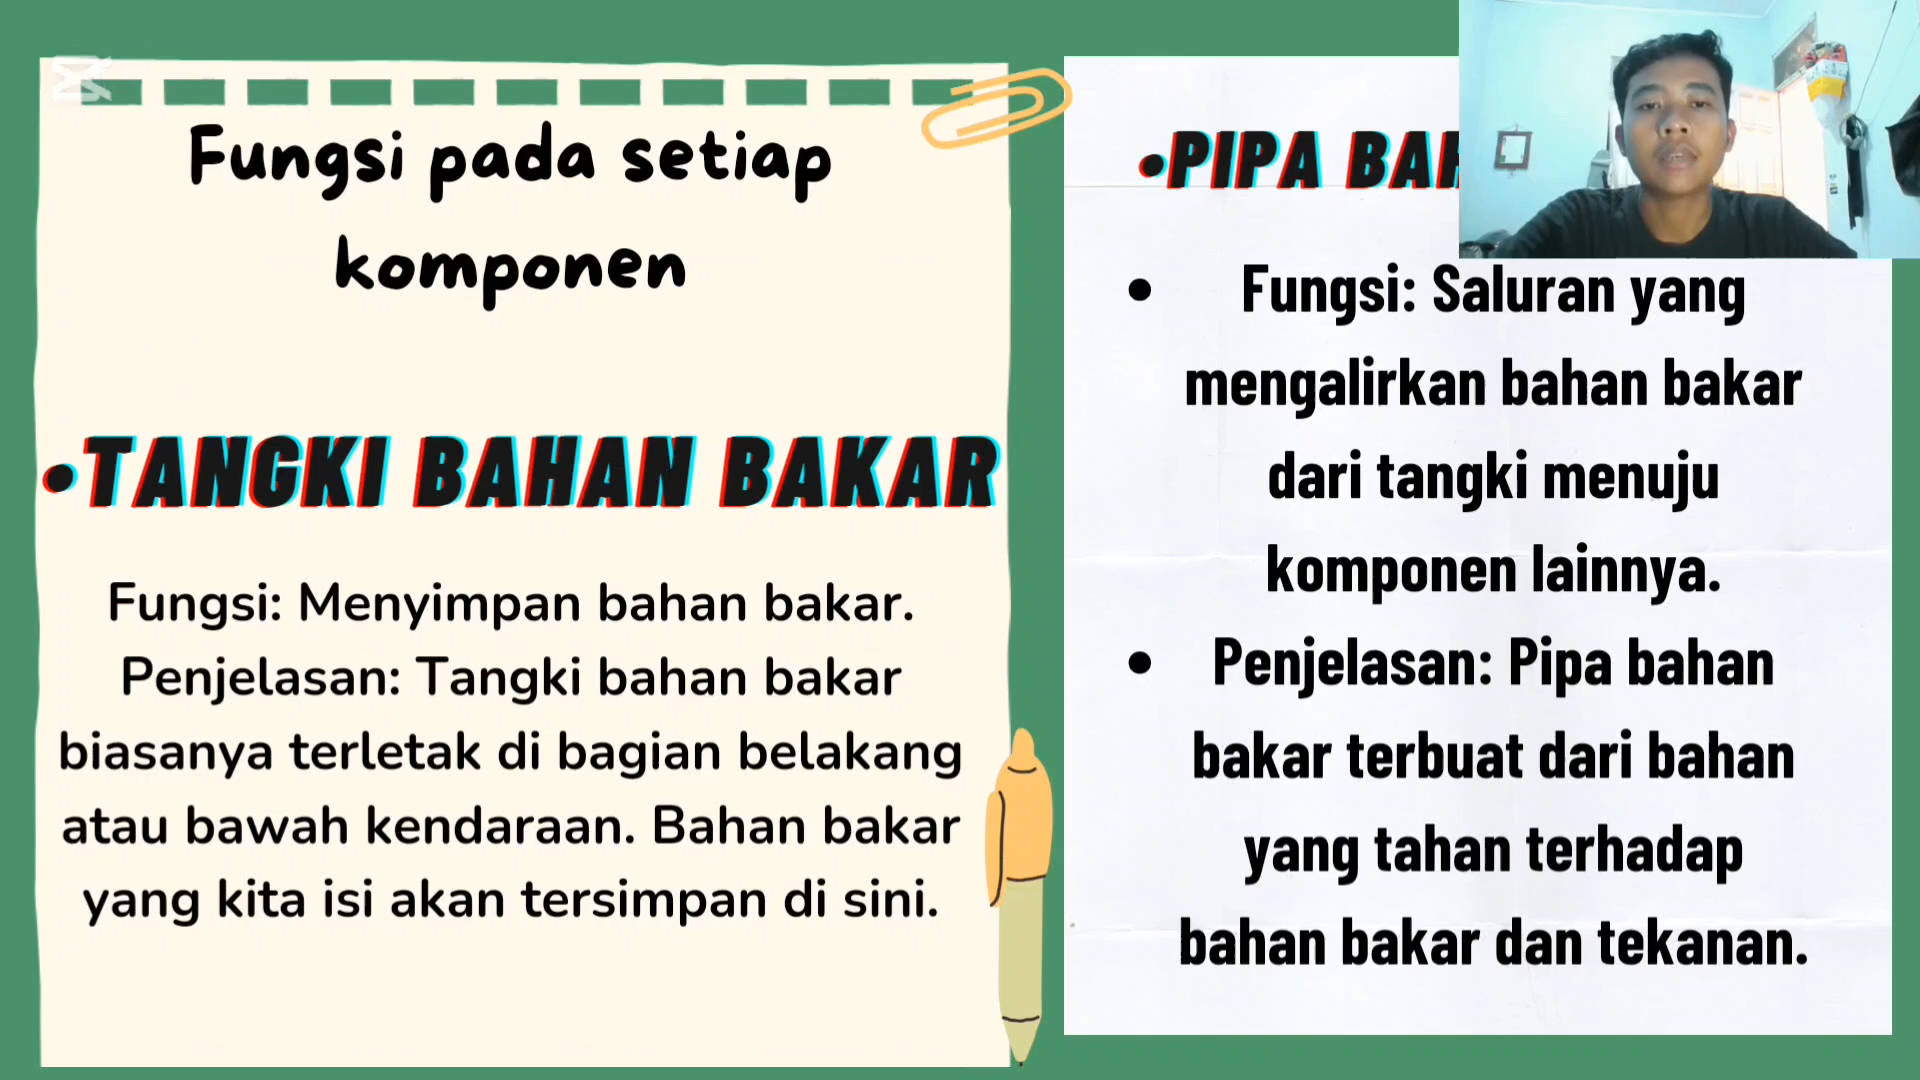 Fungsi pada setiap
komponen
•TANGKI BAHAN BAKAR
Fungsi: Menyimpan bahan bakar.
Penjelasan: Tangki bahan bakar
biasanya terletak di bagian belakang
atau bawah kendaraan. Bahan bakar
yang kita isi akan tersimpan di sini.
•PIPA
• Fungsi: Saluran yang
mengalirkan bahan bakar
dari tangki menuju
komponen lainnya.
• Penjelasan: Pipa bahan
bakar terbuat dari bahan
yang tahan terhadap
bahan bakar dan tekanan.